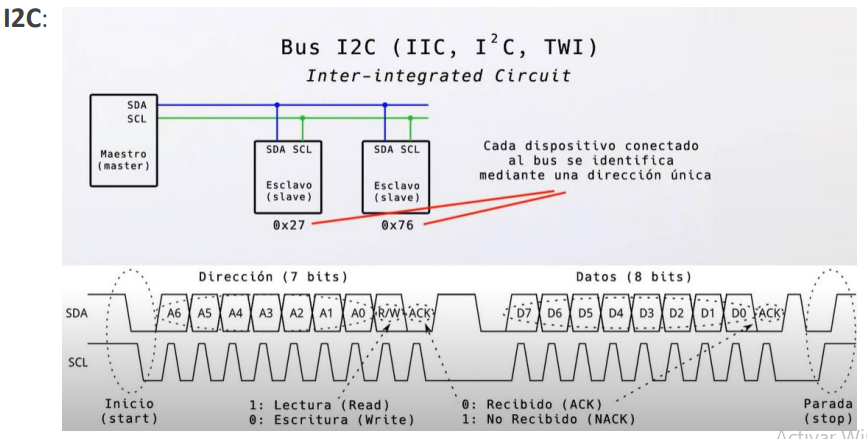 I2C:
Bus I2C (IIC, I²C, TWI)
Inter-integrated Circuit
SDA
SCL
Maestro
(master)
SDA SCL
Esclavo
(slave)
0x27
SDA SCL
Esclavo
(slave)
0x76
Cada dispositivo conectado
al bus se identifica
mediante una dirección única
Dirección (7 bits)
Datos (8 bits)
SDA
A6 A5 A4 A3 A2 A1 A0 R/W ACK
D7 D6 D5 D4 D3 D2 D1 D0 ACK
SCL
Inicio
(start)
1: Lectura (Read)
0: Escritura (Write)
0: Recibido (ACK)
1: No Recibido (NACK)
Parada
(stop)
Activar